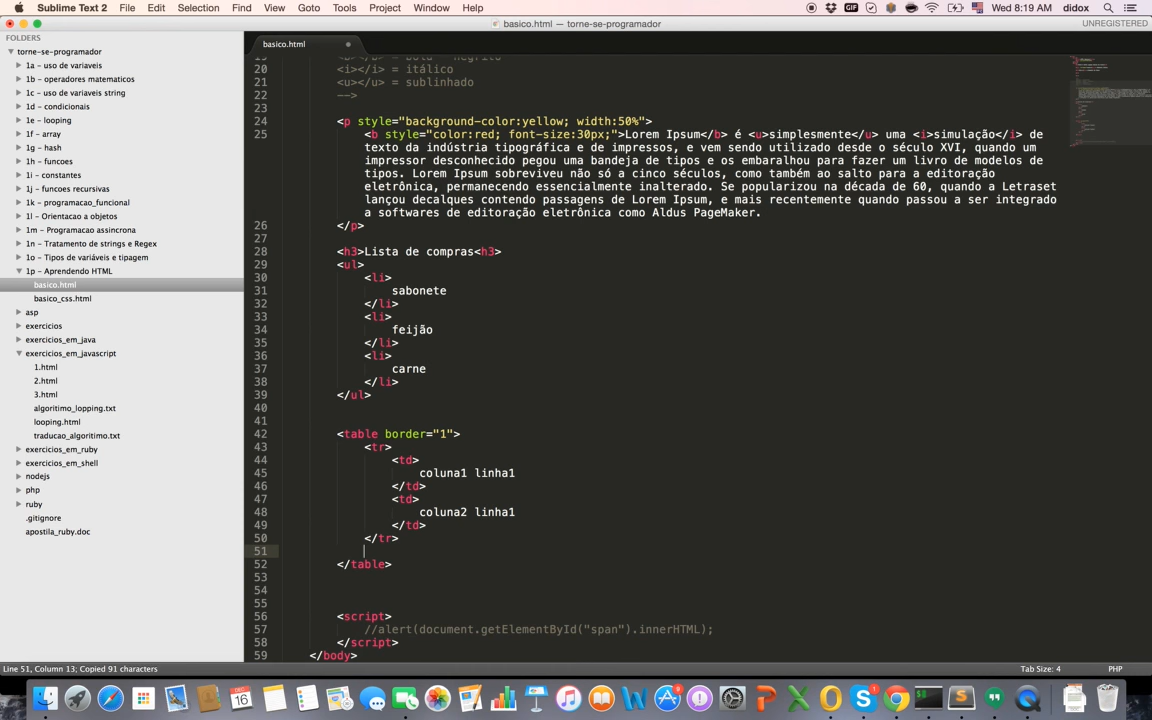 Sublime Text 2 File Edit Selection Find View Goto Tools Project Window Help GIF Wed 8:19 AM didox
basico.html — torne-se-programador UNREGISTERED
FOLDERS
torne-se-programador
1a - uso de variaveis
1b - operadores matematicos
1c - uso de variaveis string
1d - condicionais
1e - looping
1f - array
1g - hash
1h - funcoes
1i - constantes
1j - funcoes recursivas
1k - programacao_funcional
1l - Orientacao a objetos
1m - Programacao assincrona
1n - Tratamento de strings e Regex
1o - Tipos de variáveis e tipagem
1p - Aprendendo HTML
basico.html
basico_css.html
asp
exercicios
exercicios_em_java
exercicios_em_javascript
1.html
2.html
3.html
algoritimo_lopping.txt
looping.html
traducao_algoritimo.txt
exercicios_em_ruby
exercicios_em_shell
nodejs
php
ruby
.gitignore
apostila_ruby.doc
basico.html
19 <b></b> = bold - negrito
20 <i></i> = itálico
21 <u></u> = sublinhado
22 -->
23
24 <p style="background-color:yellow; width:50%">
25 <b style="color:red; font-size:30px;">Lorem Ipsum</b> é <u>simplesmente</u> uma <i>simulação</i> de
texto da indústria tipográfica e de impressos, e vem sendo utilizado desde o século XVI, quando um
impressor desconhecido pegou uma bandeja de tipos e os embaralhou para fazer um livro de modelos de
tipos. Lorem Ipsum sobreviveu não só a cinco séculos, como também ao salto para a editoração
eletrônica, permanecendo essencialmente inalterado. Se popularizou na década de 60, quando a Letraset
lançou decalques contendo passagens de Lorem Ipsum, e mais recentemente quando passou a ser integrado
a softwares de editoração eletrônica como Aldus PageMaker.
26 </p>
27
28 <h3>Lista de compras<h3>
29 <ul>
30 <li>
31 sabonete
32 </li>
33 <li>
34 feijão
35 </li>
36 <li>
37 carne
38 </li>
39 </ul>
40
41
42 <table border="1">
43 <tr>
44 <td>
45 coluna1 linha1
46 </td>
47 <td>
48 coluna2 linha1
49 </td>
50 </tr>
51
52 </table>
53
54
55
56 <script>
57 //alert(document.getElementById("span").innerHTML);
58 </script>
59 </body>
Line 51, Column 13; Copied 91 characters Tab Size: 4 PHP